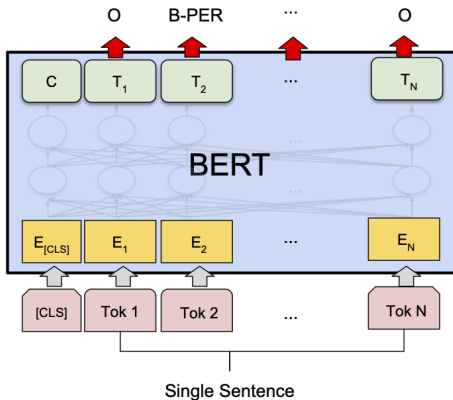 O B-PER ... O
C T1 T2 ... TN
...
BERT
...
E[CLS] E1 E2 ... EN
[CLS] Tok 1 Tok 2 ... Tok N
Single Sentence